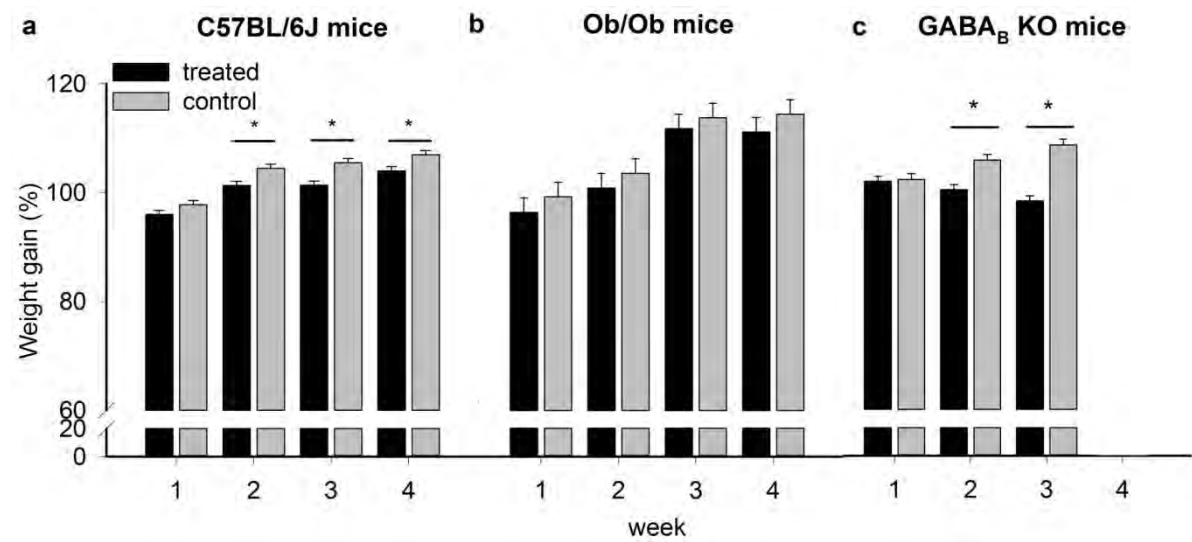 a C57BL/6J mice b Ob/Ob mice c GABAB KO mice
treated
control
120
100
80
60
20
0
Weight gain (%)
* * *
* *
1 2 3 4 1 2 3 4 1 2 3 4
week